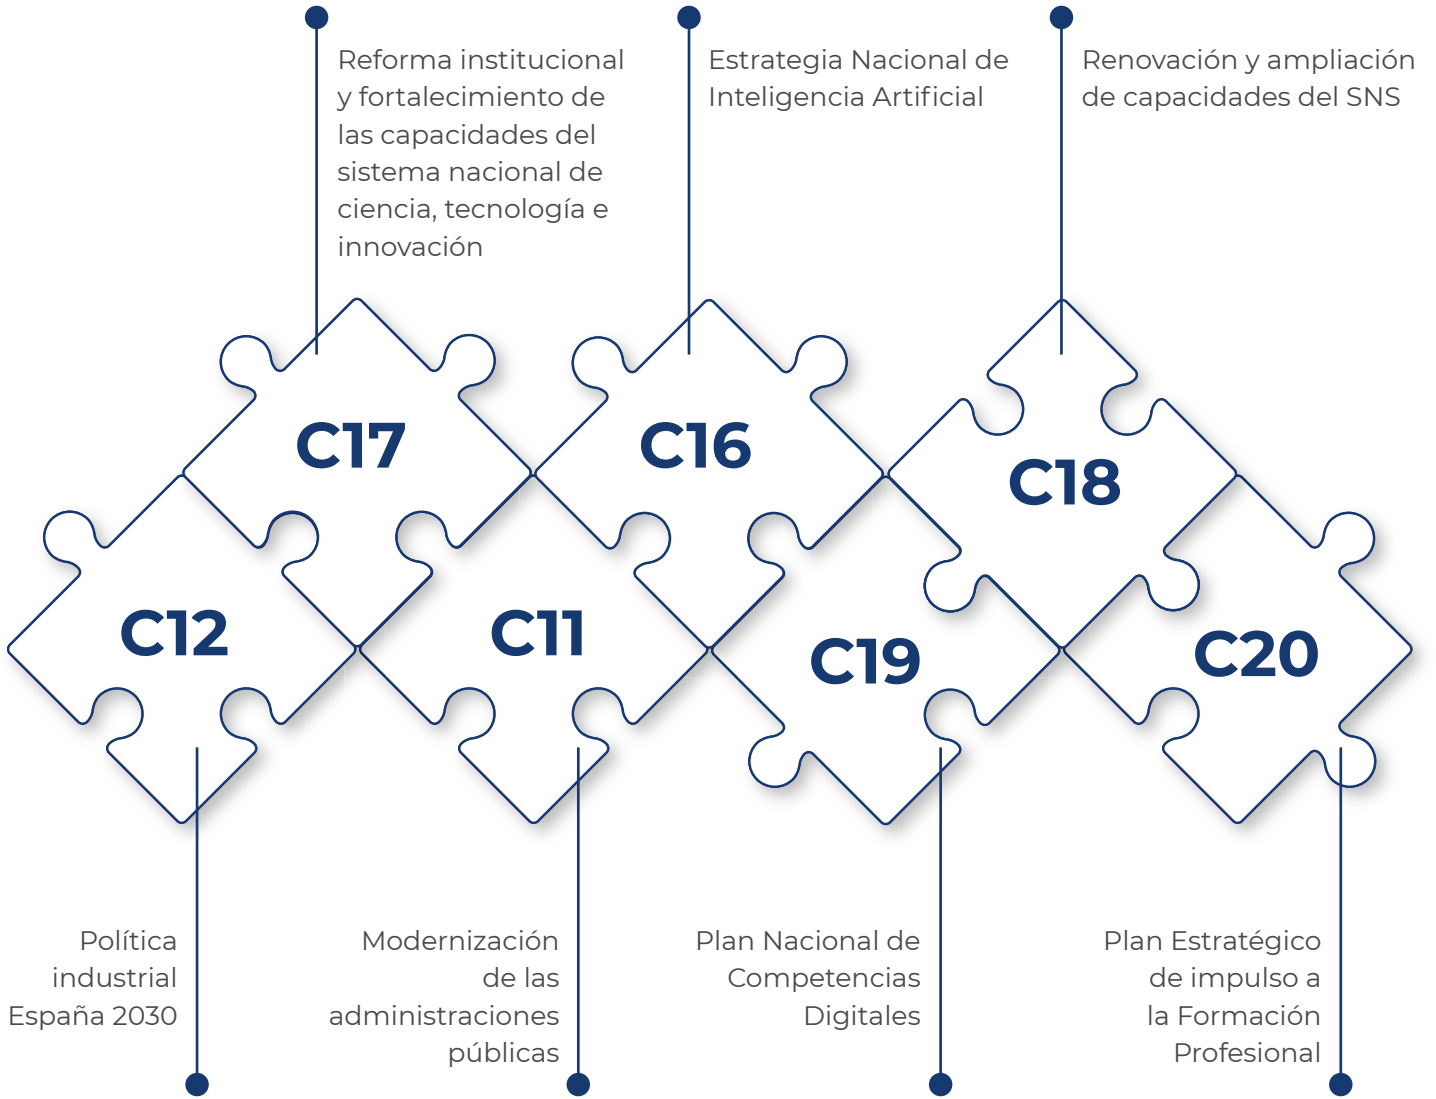 Reforma institucional
y fortalecimiento de
las capacidades del
sistema nacional de
ciencia, tecnología e
innovación
Estrategia Nacional de
Inteligencia Artificial
Renovación y ampliación
de capacidades del SNS
C17
C16
C18
C12
C11
C19
C20
Política
industrial
España 2030
Modernización
de las
administraciones
públicas
Plan Nacional de
Competencias
Digitales
Plan Estratégico
de impulso a
la Formación
Profesional